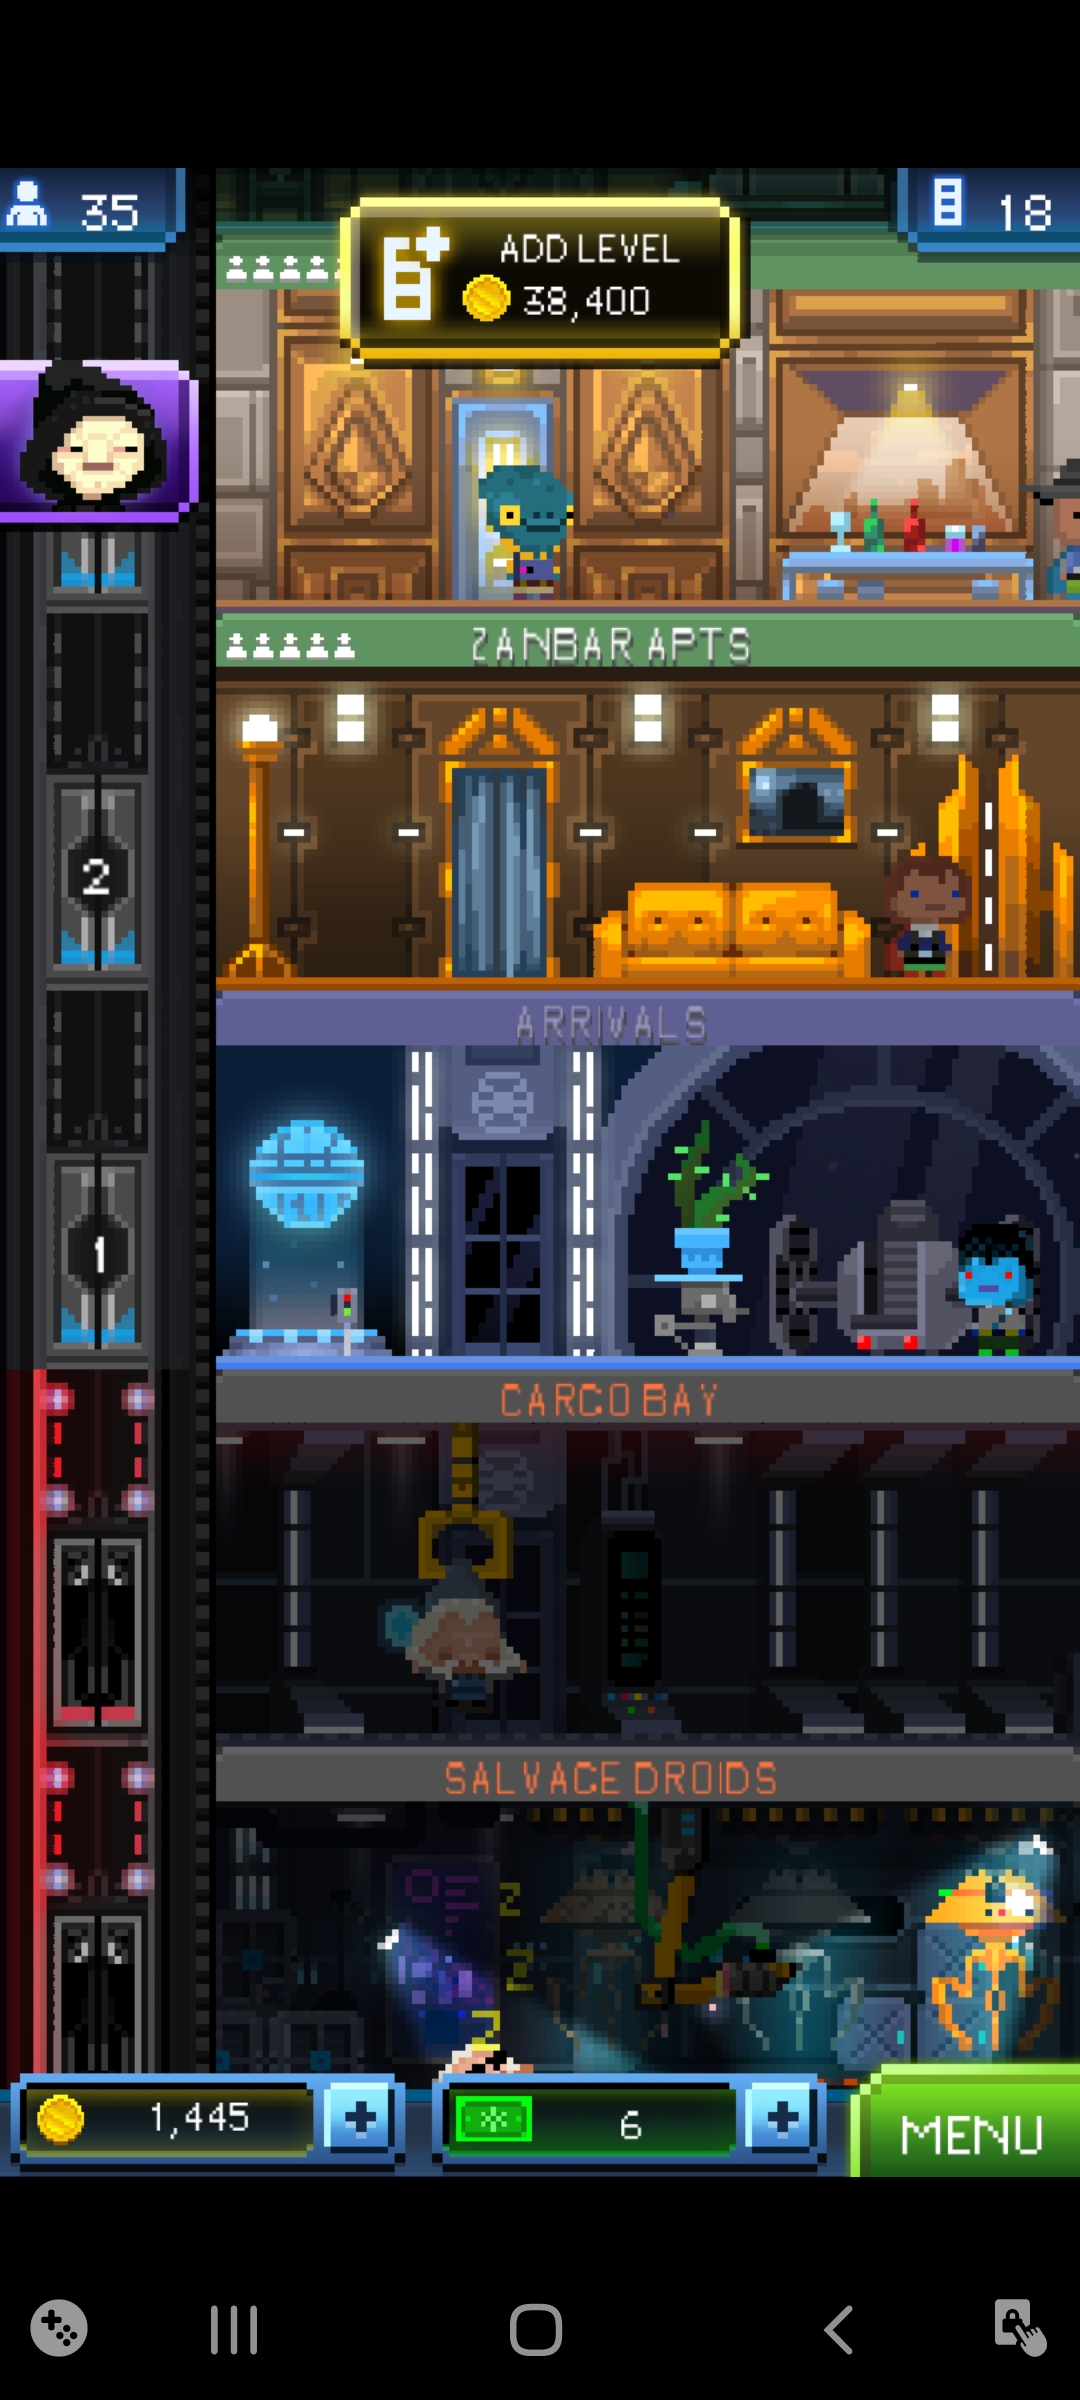 35
18
ADD LEVEL
38,400
ZANBAR APTS
2
ARRIVALS
1
CARGO BAY
SALVAGE DROIDS
Z
Z
Z
1,445
6
MENU